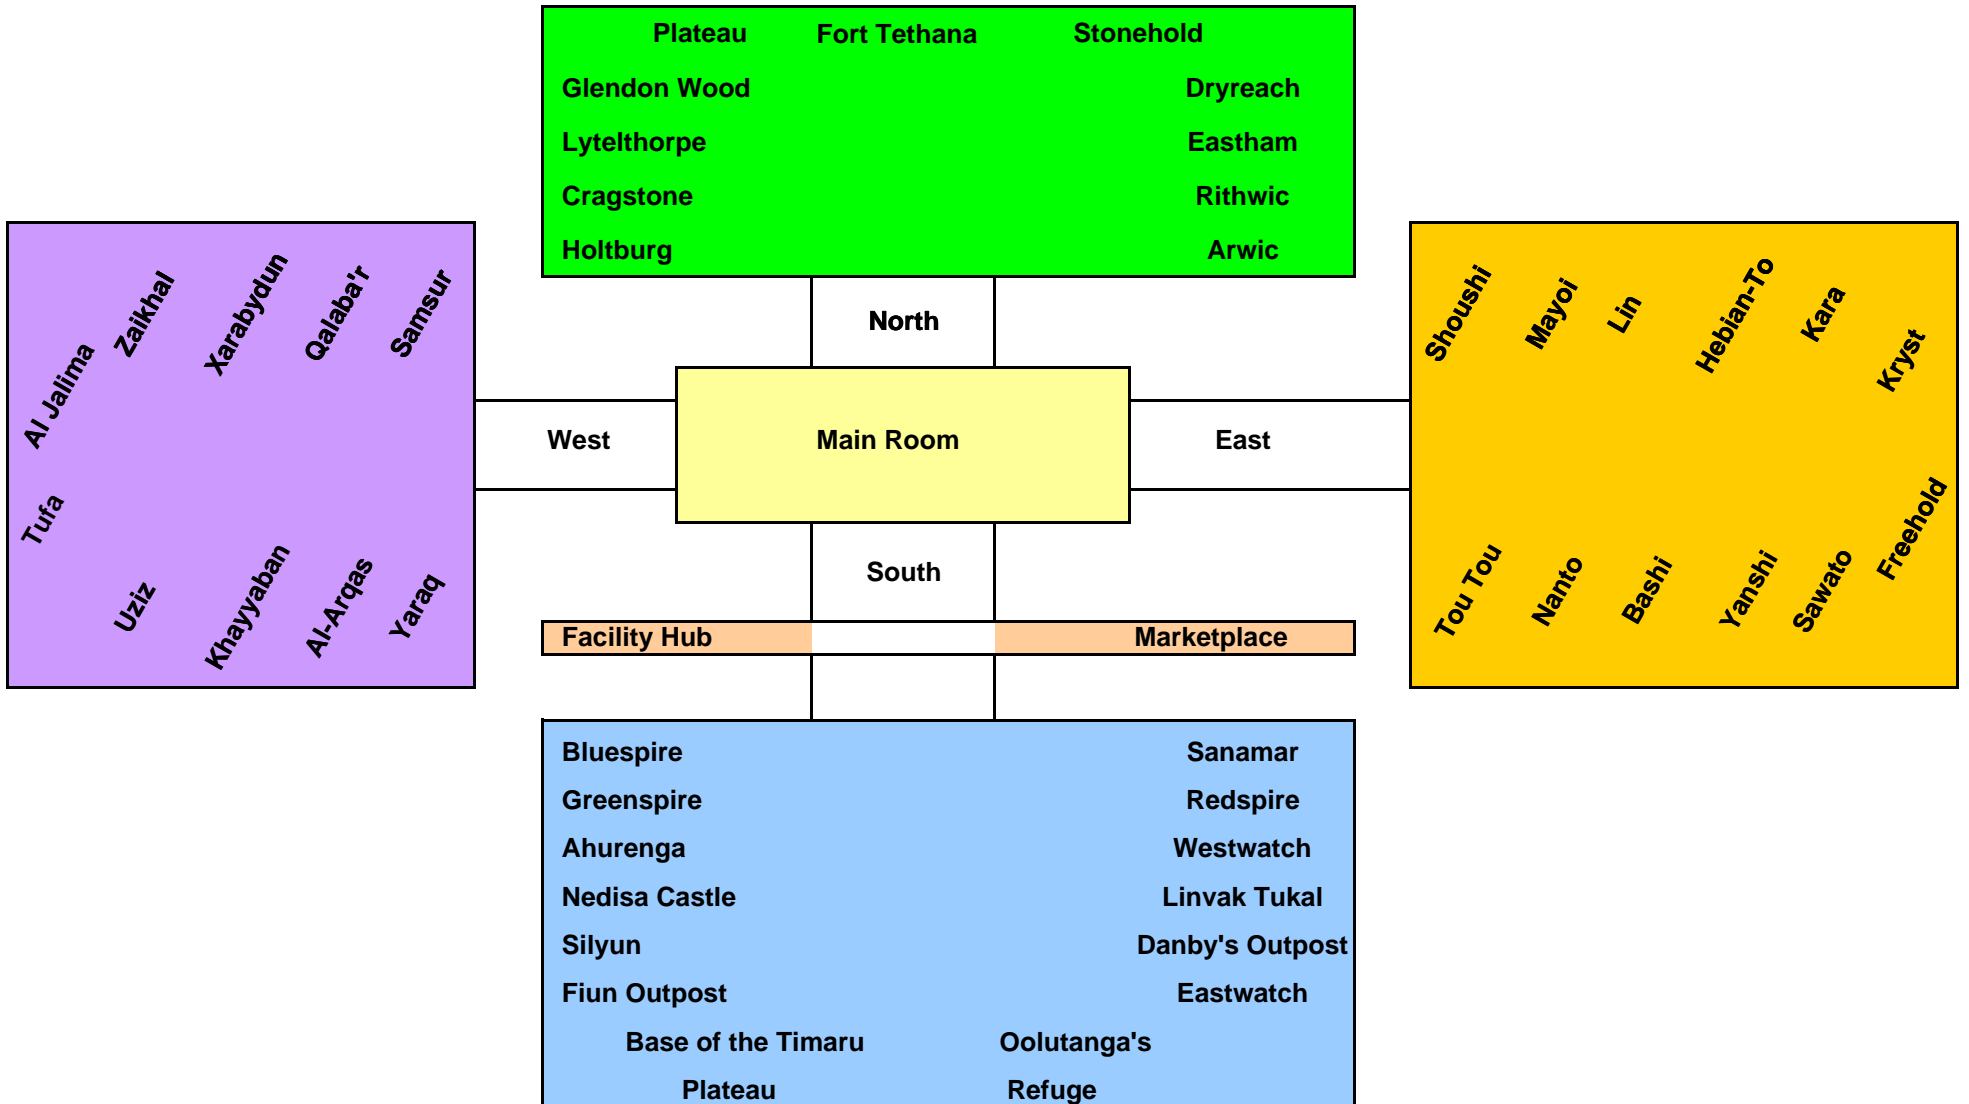 Plateau Fort Tethana Stonehold
Glendon Wood Dryreach
Lytelthorpe Eastham
Cragstone Rithwic
Holtburg Arwic
North
Al Jalima Zaikhal Xarabydun Qalaba'r Samsur
Tufa Uziz Khayyaban Al-Arqas Yaraq
West Main Room East
Shoushi Mayoi Lin Hebian-To Kara Kryst
Tou Tou Nanto Bashi Yanshi Sawato Freehold
South
Facility Hub Marketplace
Bluespire Sanamar
Greenspire Redspire
Ahurenga Westwatch
Nedisa Castle Linvak Tukal
Silyun Danby's Outpost
Fiun Outpost Eastwatch
Base of the Timaru Oolutanga's
Plateau Refuge